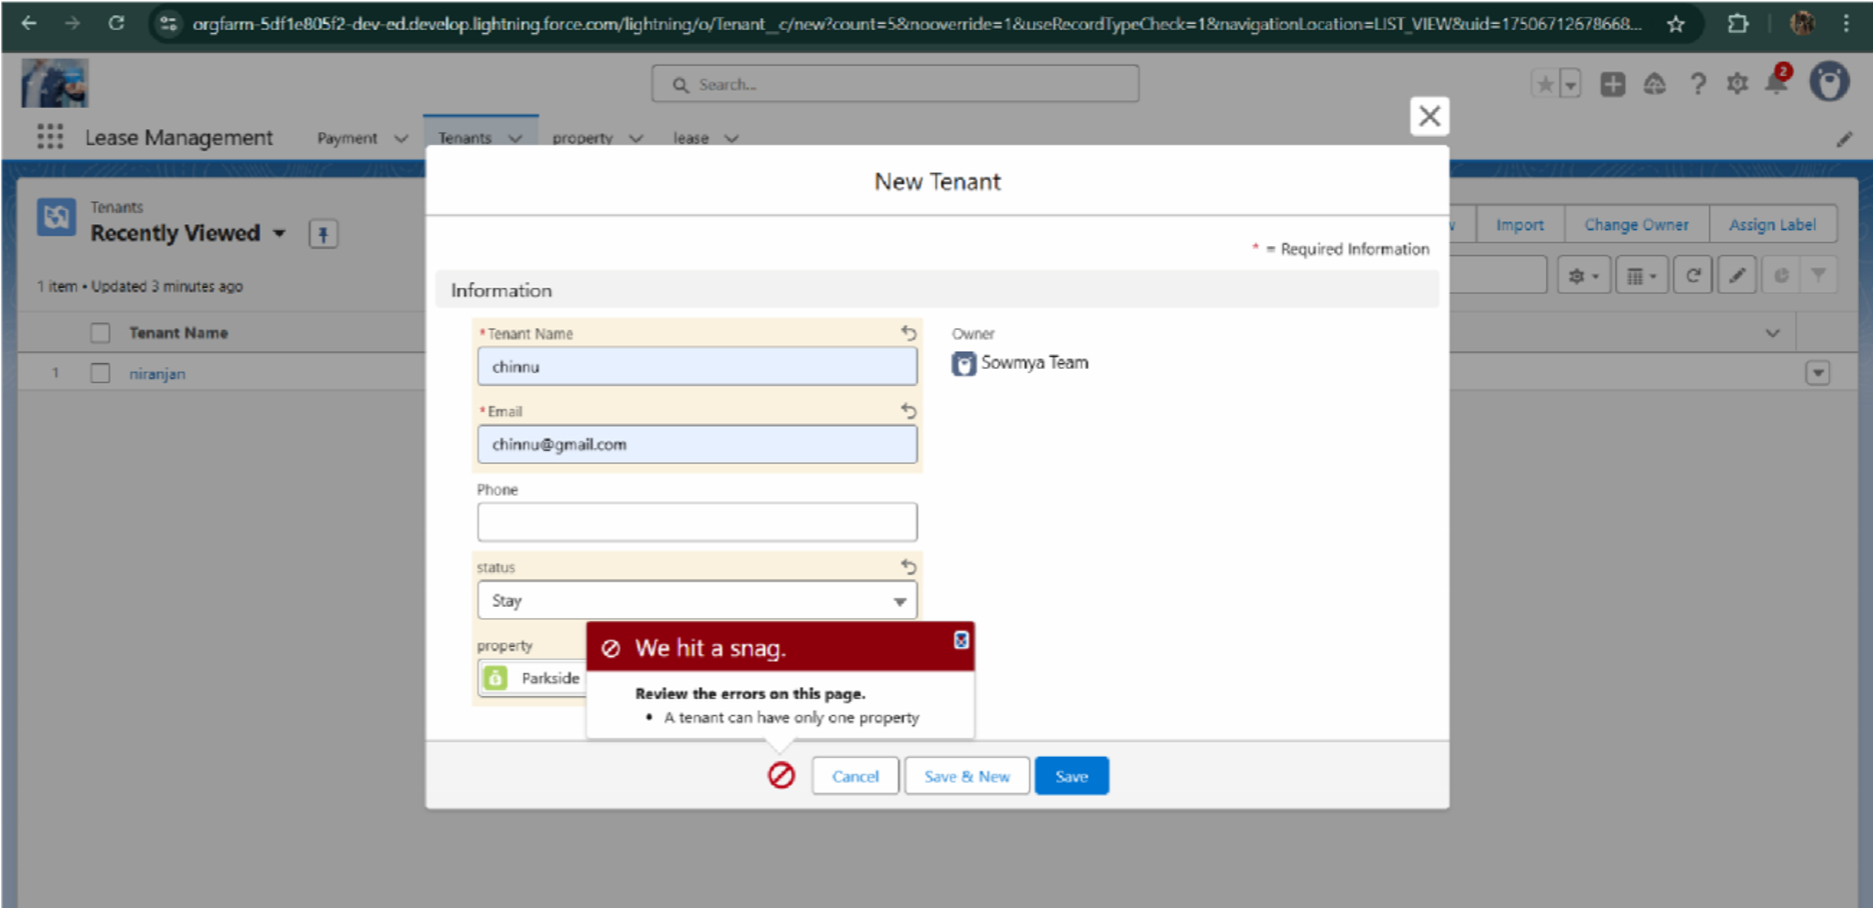 orgfarm-5df1e805f2-dev-ed.develop.lightning.force.com/lightning/o/Tenant__c/new?count=5&nooverride=1&useRecordTypeCheck=1&navigationLocation=LIST_VIEW&uid=17506712678668...
Search...
2
Lease Management
Payment
Tenants
property
lease
New Tenant
Tenants
Recently Viewed
Import
Change Owner
Assign Label
* = Required Information
1 item • Updated 3 minutes ago
Information
Tenant Name
1
niranjan
*Tenant Name
chinnu
Owner
Sowmya Team
*Email
chinnu@gmail.com
Phone
status
Stay
property
Parkside
We hit a snag.
Review the errors on this page.
• A tenant can have only one property
Cancel
Save & New
Save